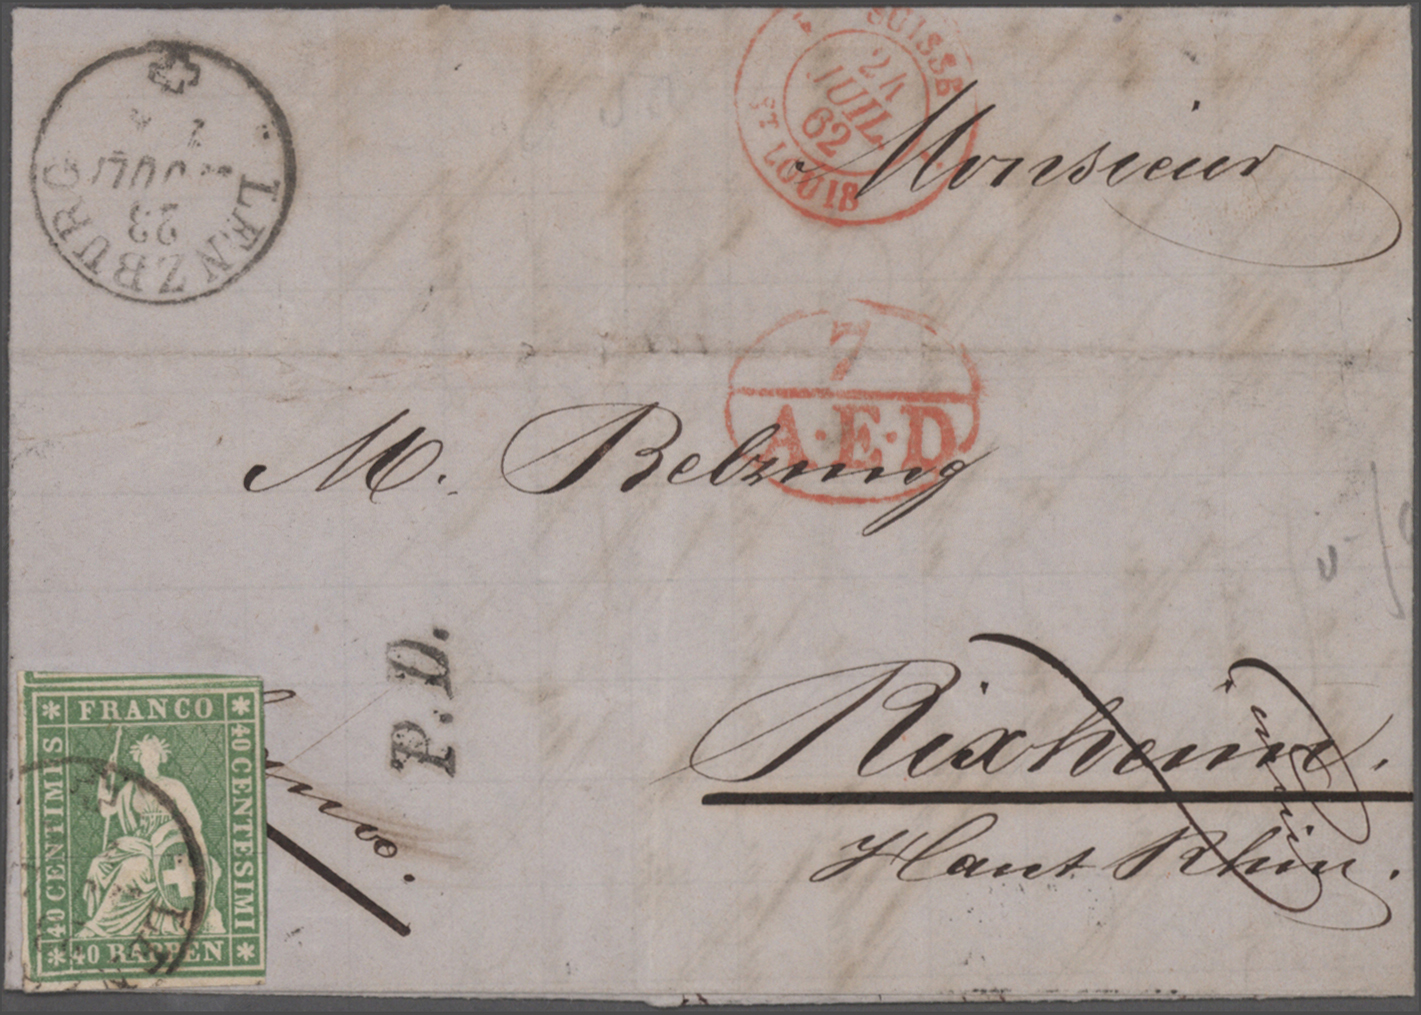 LENZBURG
23
JUILLET
SUISSE
24
JUIL
62
ST LOUIS
Monsieur
7
A·E·D
M. Belzung
P.D.
Rixheim.
Haut Rhin.
FRANCO
40 CENTIMES
40 CENTESIMI
40 RAPPEN